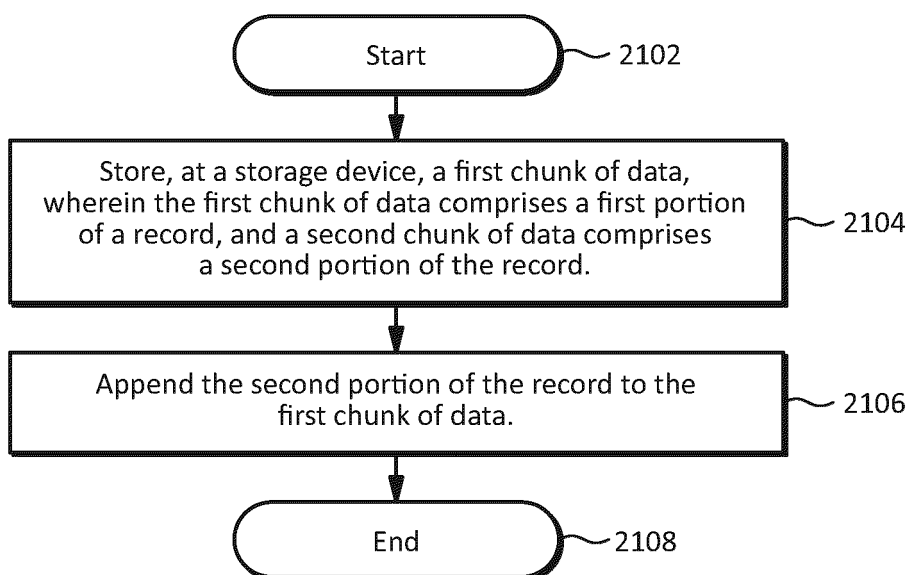 Start
2102
Store, at a storage device, a first chunk of data,
wherein the first chunk of data comprises a first portion
of a record, and a second chunk of data comprises
a second portion of the record.
2104
Append the second portion of the record to the
first chunk of data.
2106
End
2108